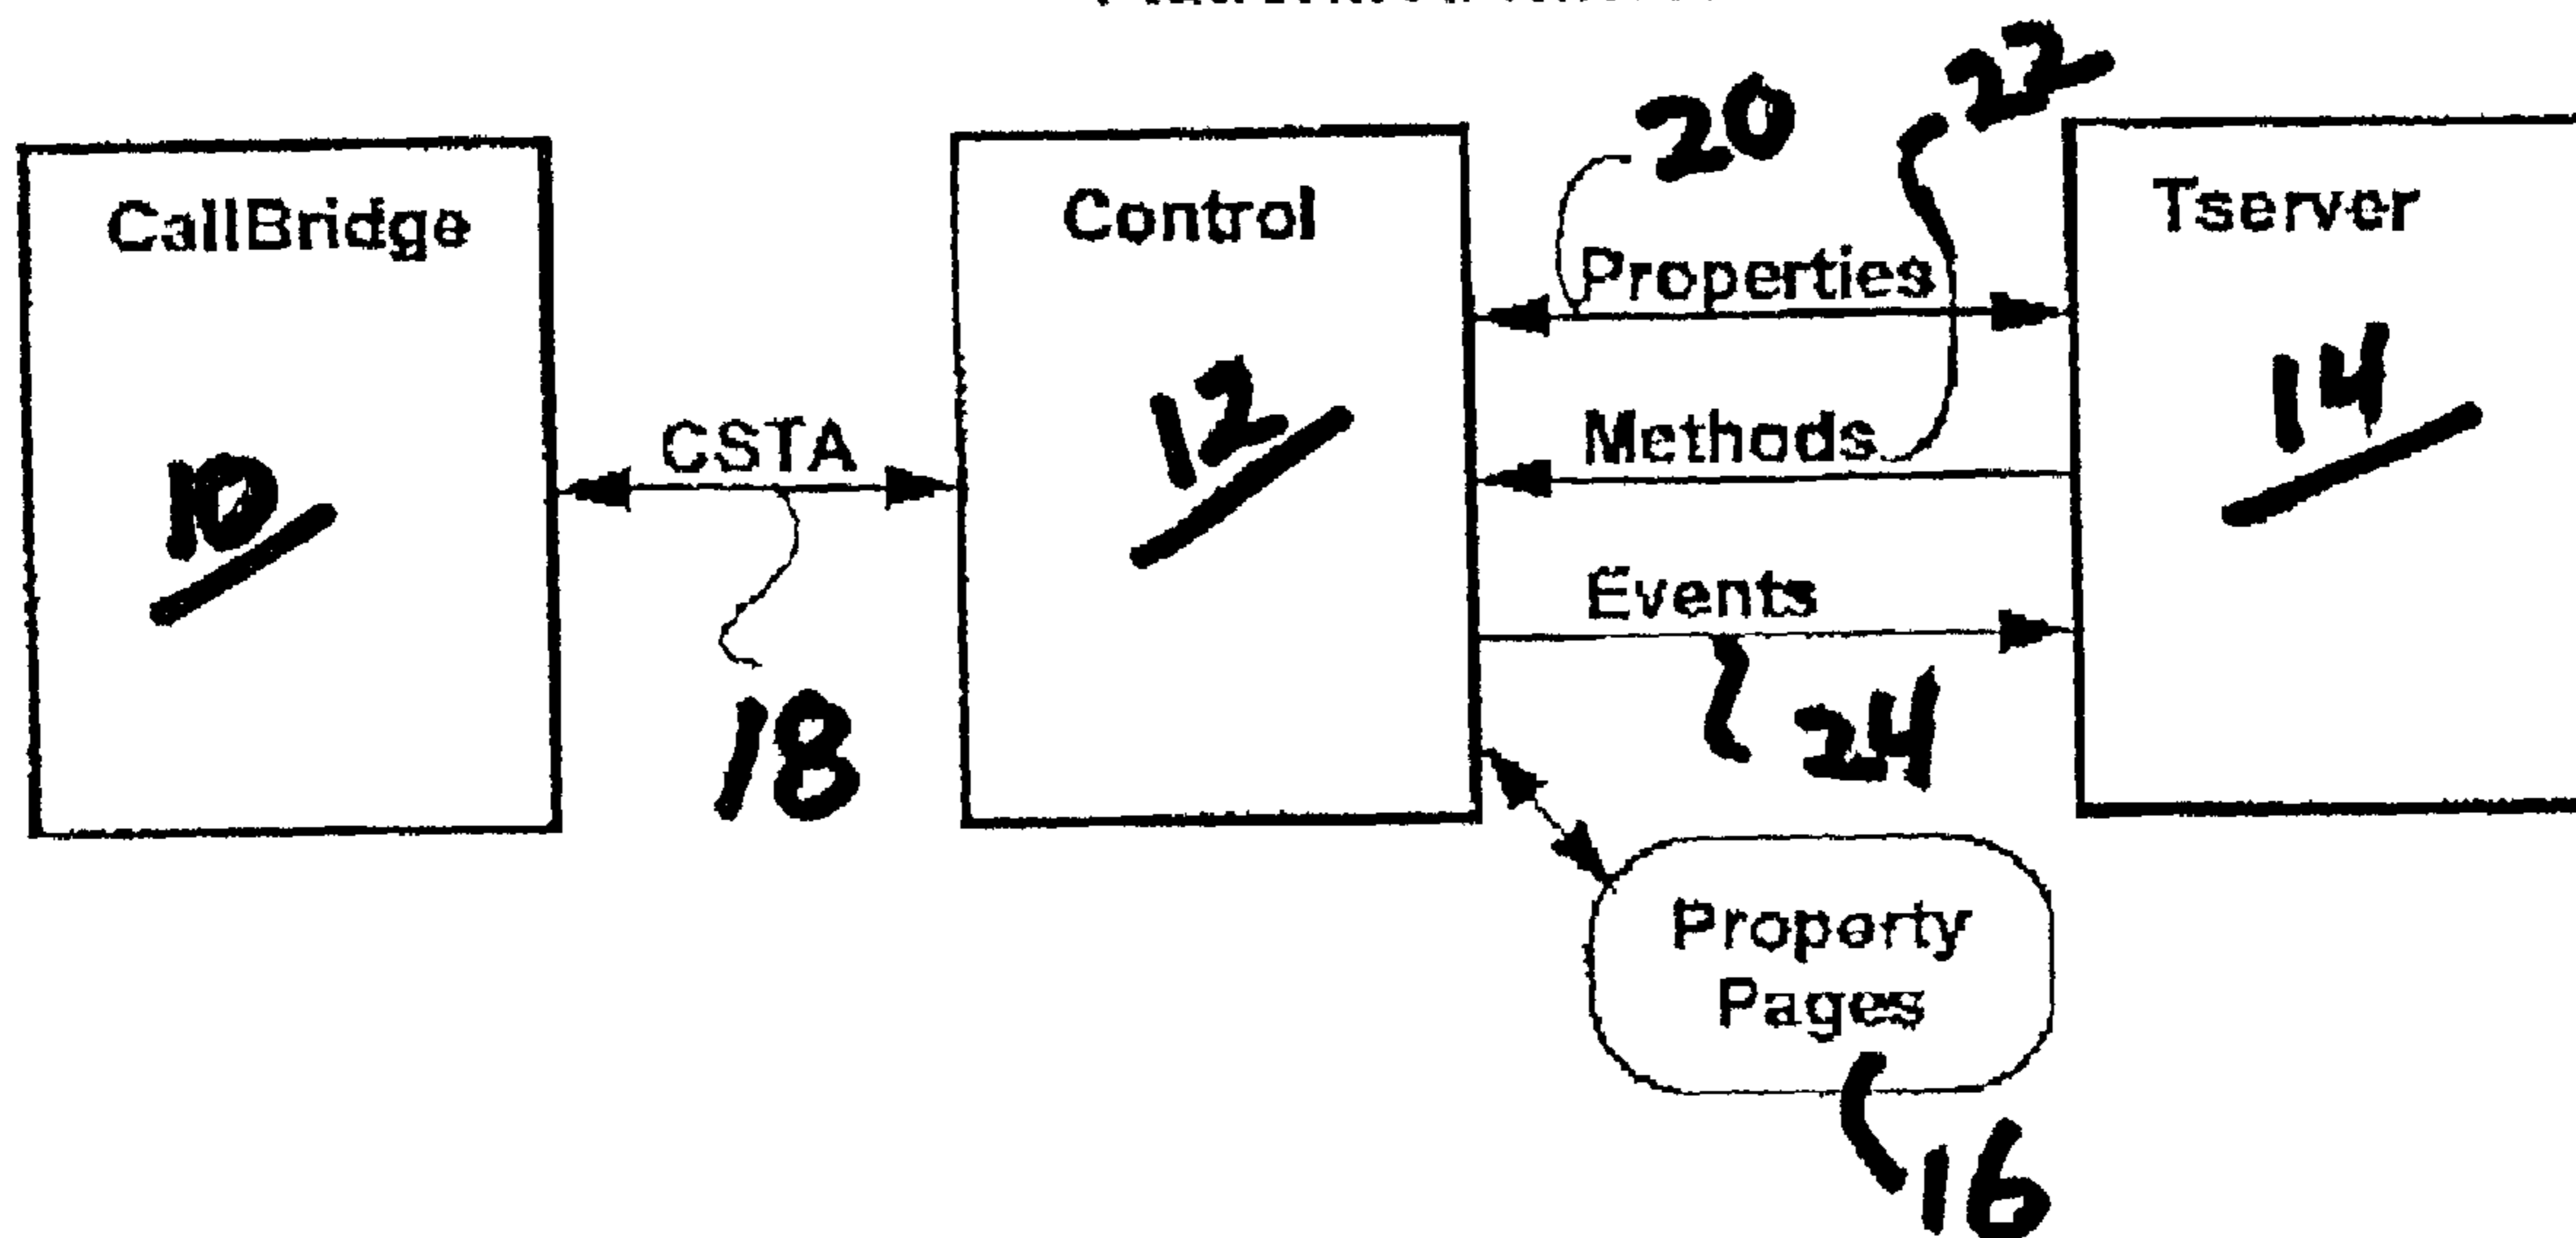 22
20
CallBridge
Control
Tserver
Properties
14
12
CSTA
Methods
10
Events
18
24
Property
Pages
16